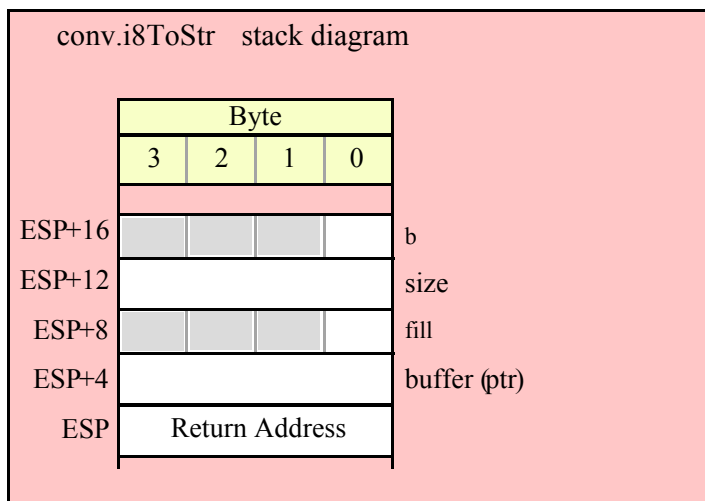 conv.i8ToStr stack diagram
Byte
3 2 1 0
ESP+16 b
ESP+12 size
ESP+8 fill
ESP+4 buffer (ptr)
ESP Return Address